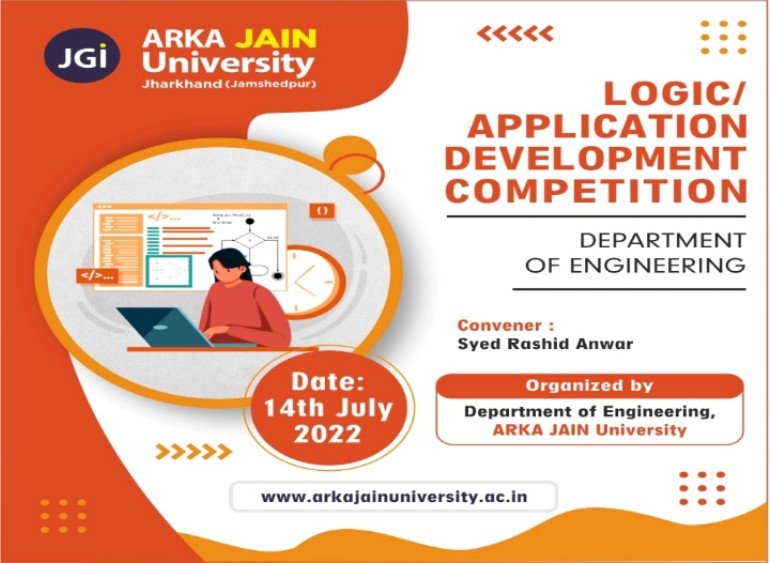 JGi
ARKA JAIN
University
Jharkhand (Jamshedpur)
LOGIC/
APPLICATION
DEVELOPMENT
COMPETITION
DEPARTMENT
OF ENGINEERING
</>...
{}
</>...
Convener :
Syed Rashid Anwar
Date:
14th July
2022
Organized by
Department of Engineering,
ARKA JAIN University
www.arkajainuniversity.ac.in